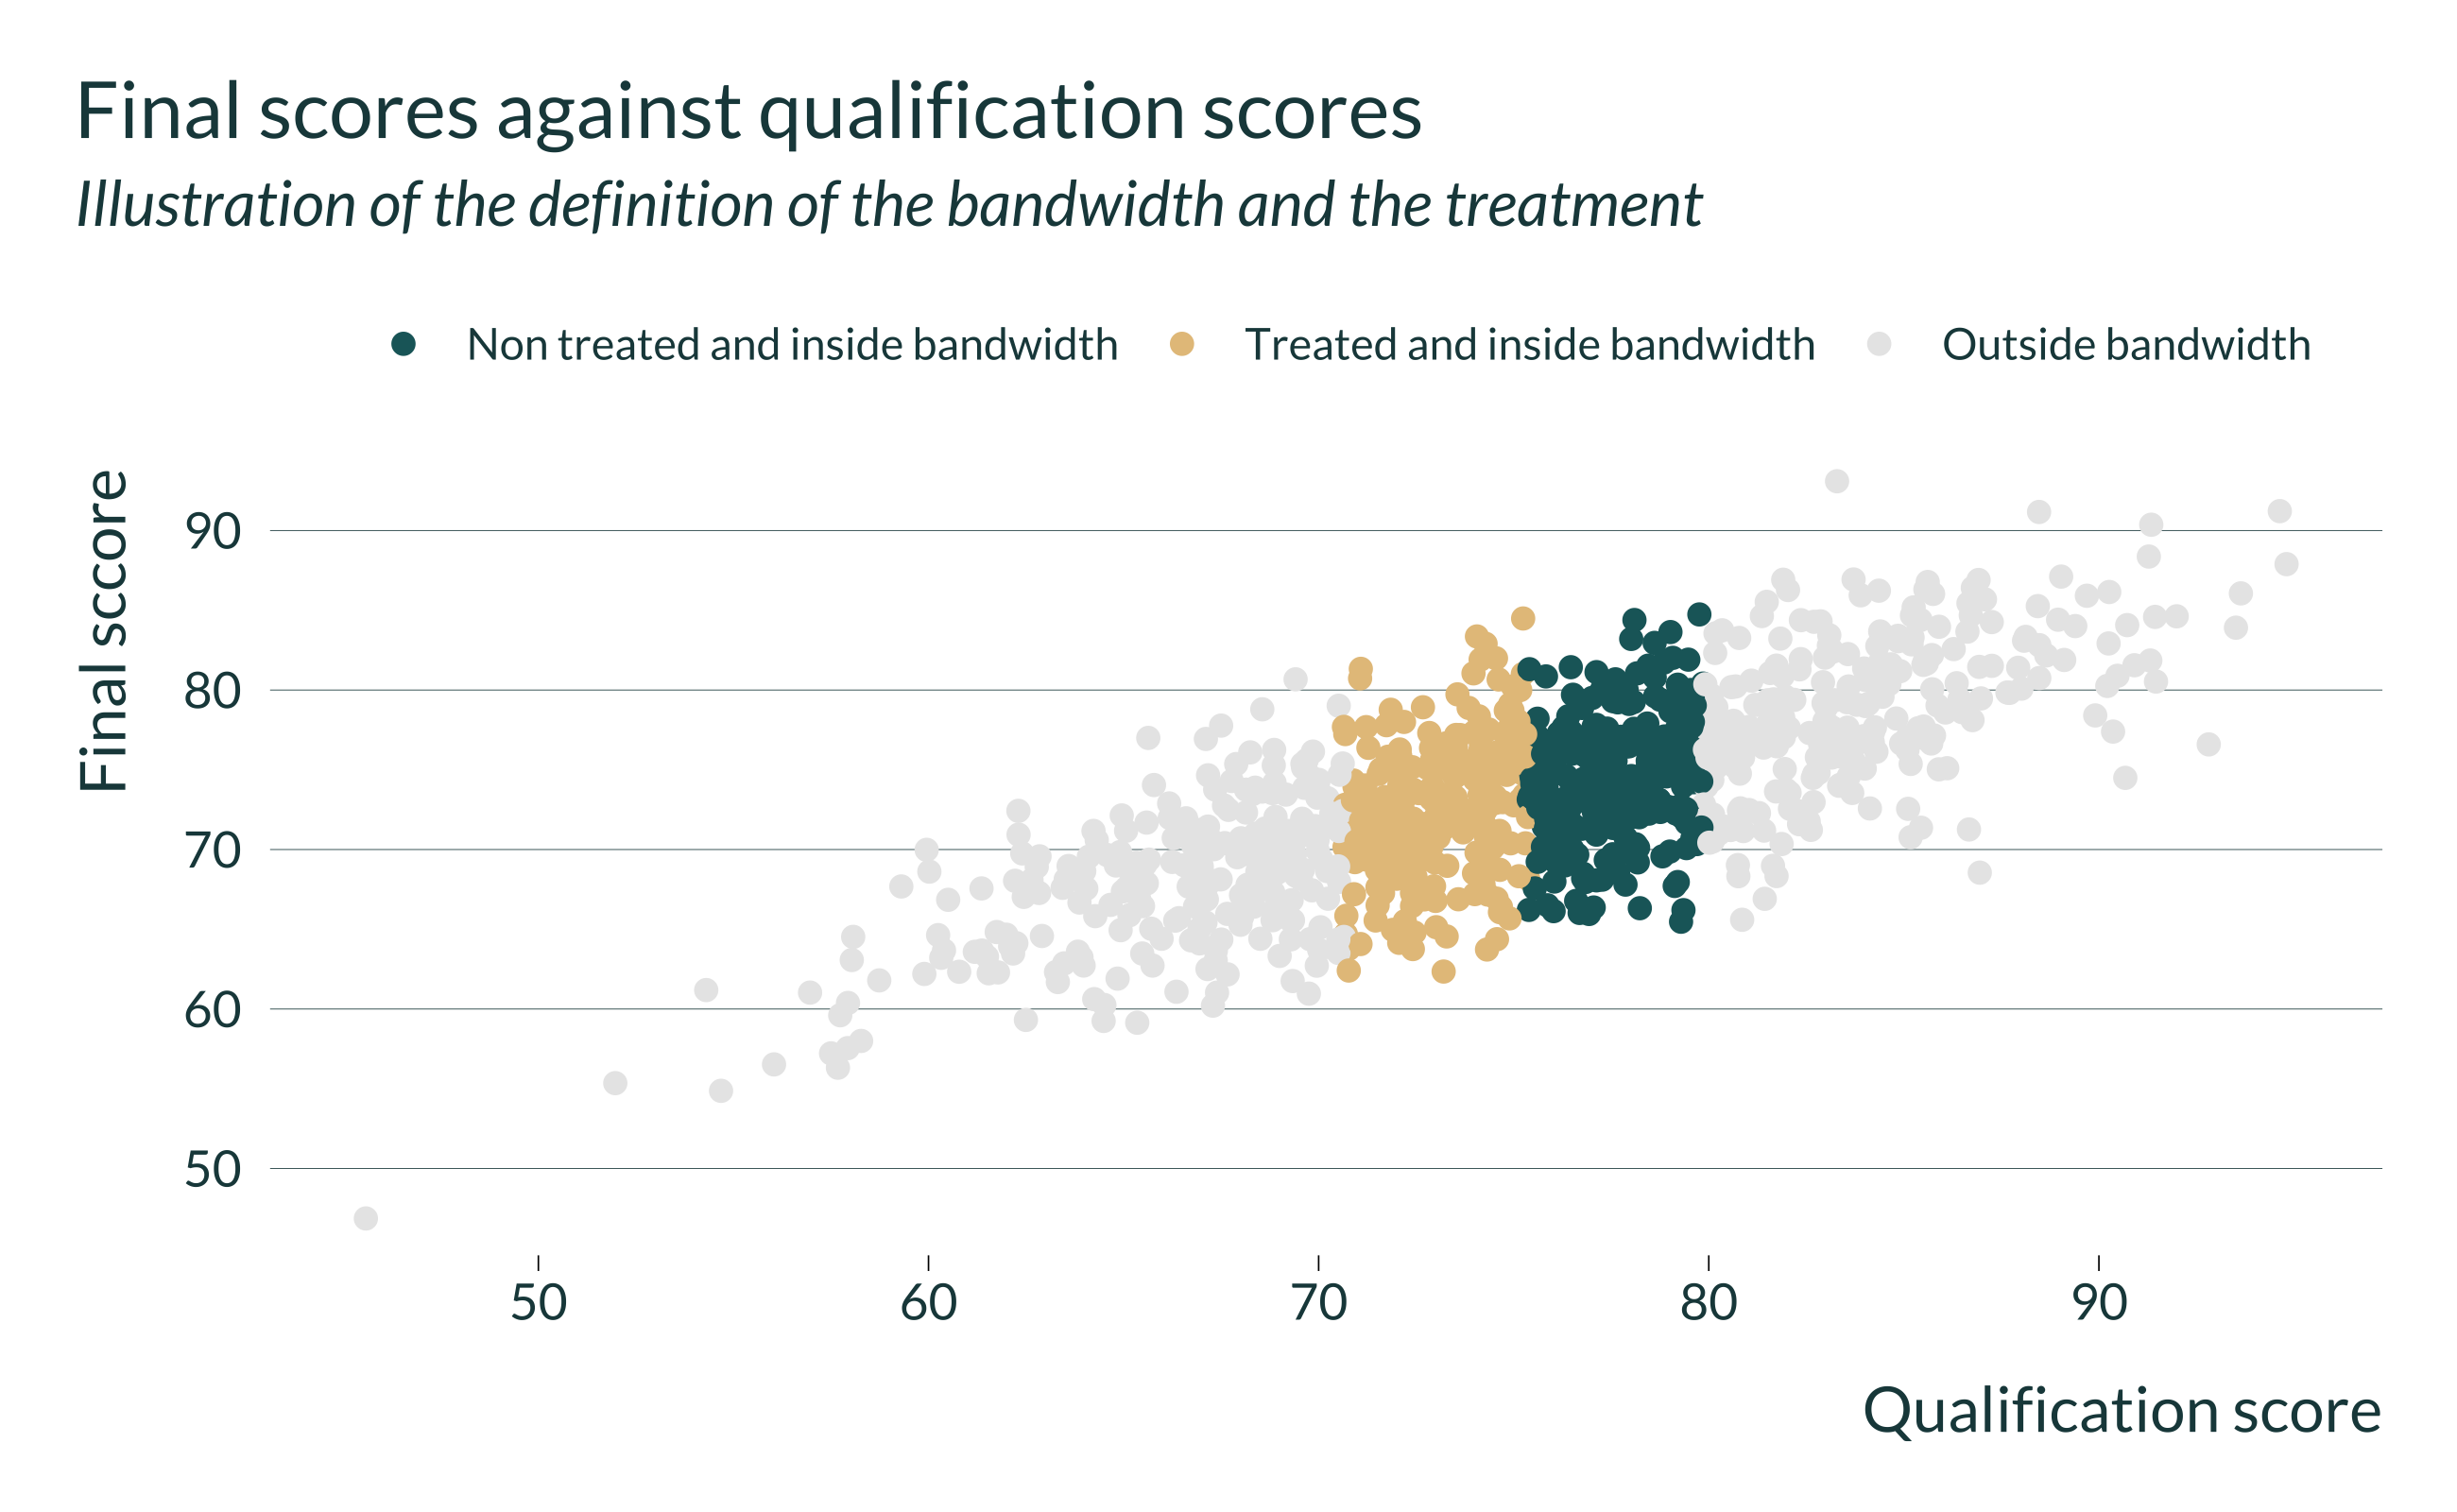 Final scores against qualification scores
Illustration of the definition of the bandwidth and the treatment
Non treated and inside bandwidth
Treated and inside bandwidth
Outside bandwidth
Final sccore
90
80
70
60
50
50
60
70
80
90
Qualification score